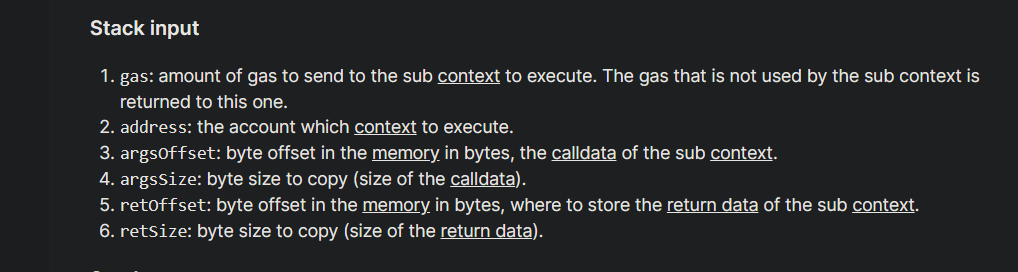 Stack input
1. gas: amount of gas to send to the sub context to execute. The gas that is not used by the sub context is
returned to this one.
2. address: the account which context to execute.
3. argsOffset: byte offset in the memory in bytes, the calldata of the sub context.
4. argsSize: byte size to copy (size of the calldata).
5. retOffset: byte offset in the memory in bytes, where to store the return data of the sub context.
6. retSize: byte size to copy (size of the return data).